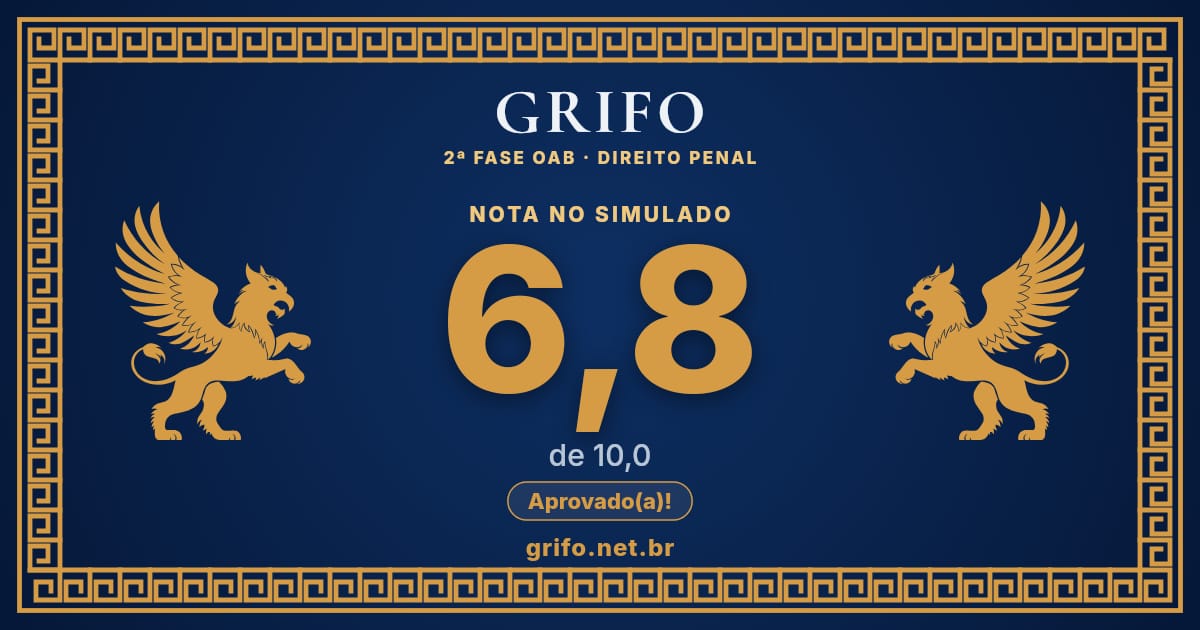 GRIFO
2ª FASE OAB · DIREITO PENAL
NOTA NO SIMULADO
6,8
de 10,0
Aprovado(a)!
grifo.net.br